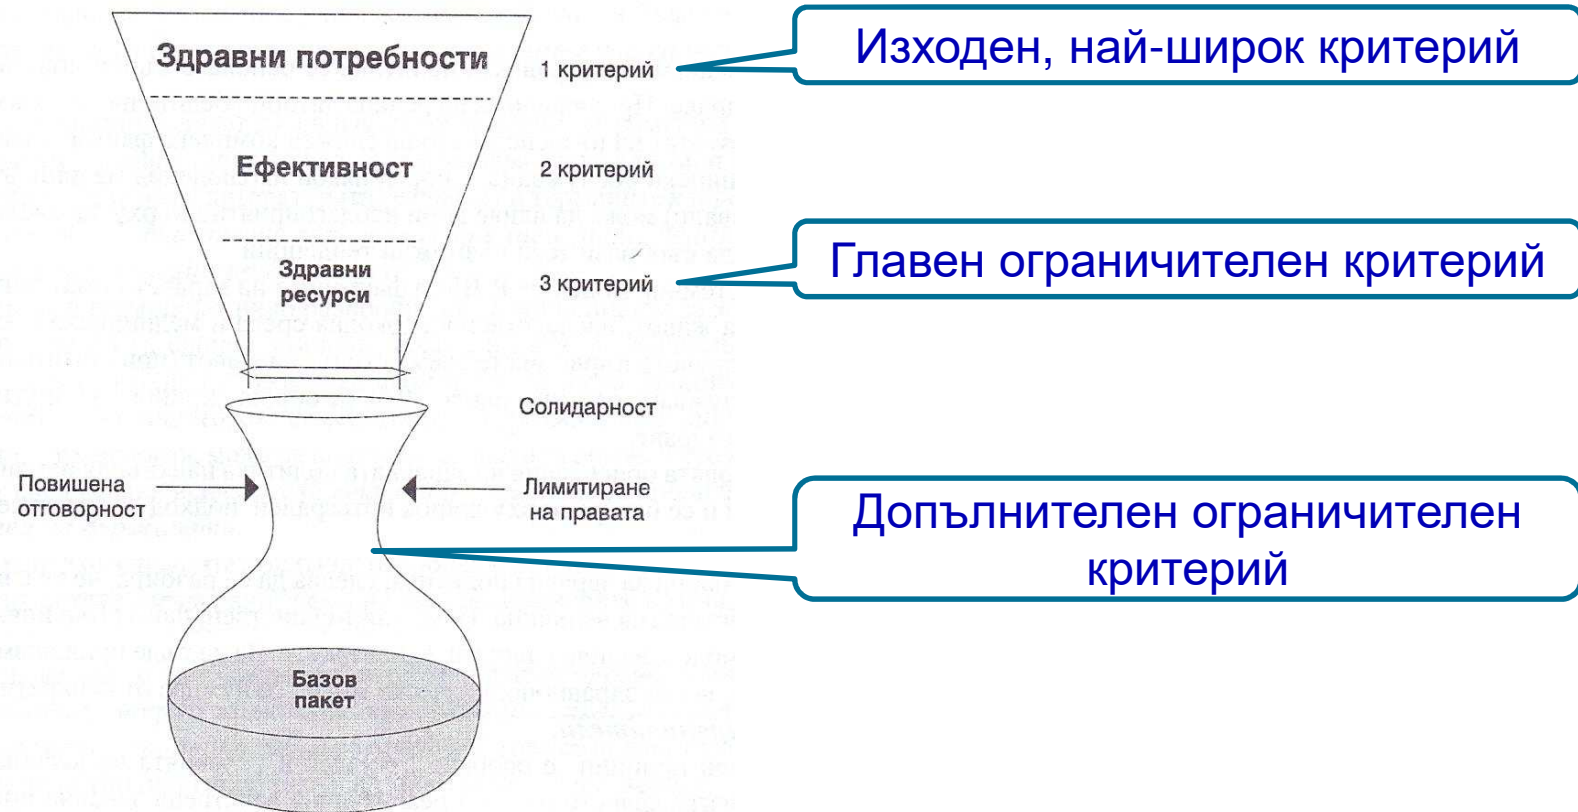 Здравни потребности
1 критерий
Изходен, най-широк критерий
Ефективност
2 критерий
Здравни
ресурси
3 критерий
Главен ограничителен критерий
Солидарност
Повишена
отговорност
Лимитиране
на правата
Допълнителен ограничителен
критерий
Базов
пакет